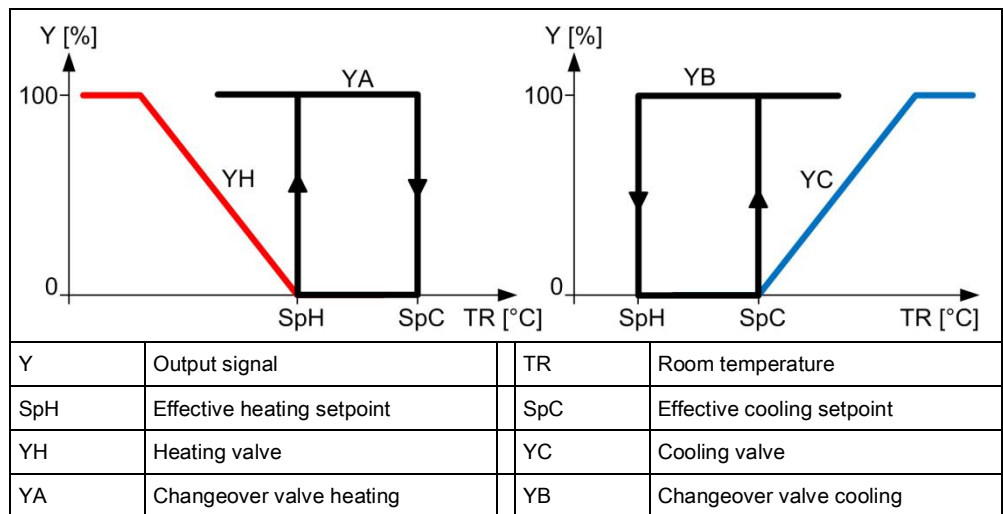 Y [%]
Y [%]
YA
YB
100
100
YH
YC
0
0
SpH
SpC
TR [°C]
SpH
SpC
TR [°C]
Y Output signal TR Room temperature
SpH Effective heating setpoint SpC Effective cooling setpoint
YH Heating valve YC Cooling valve
YA Changeover valve heating YB Changeover valve cooling